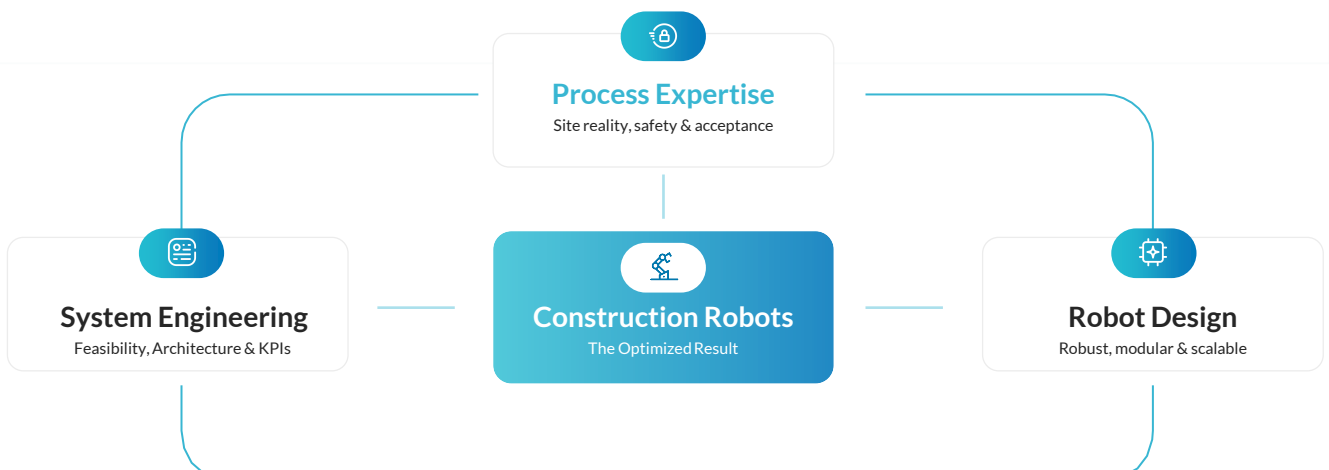 Process Expertise
Site reality, safety & acceptance
System Engineering
Feasibility, Architecture & KPIs
Construction Robots
The Optimized Result
Robot Design
Robust, modular & scalable